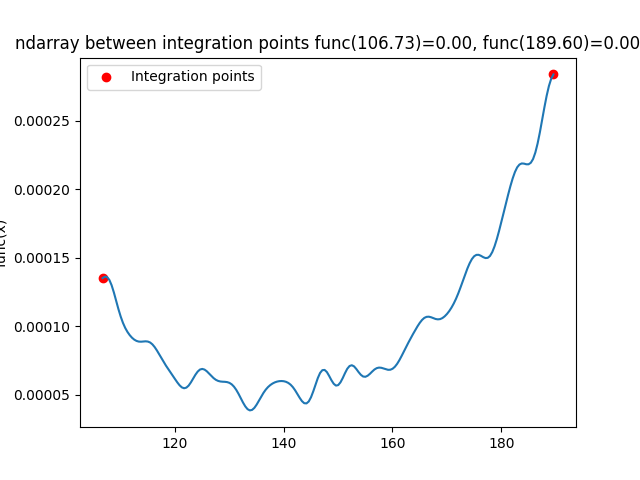 ndarray between integration points func(106.73)=0.00, func(189.60)=0.00
Integration points
0.00025
0.00020
0.00015
0.00010
0.00005
func(x)
120 140 160 180